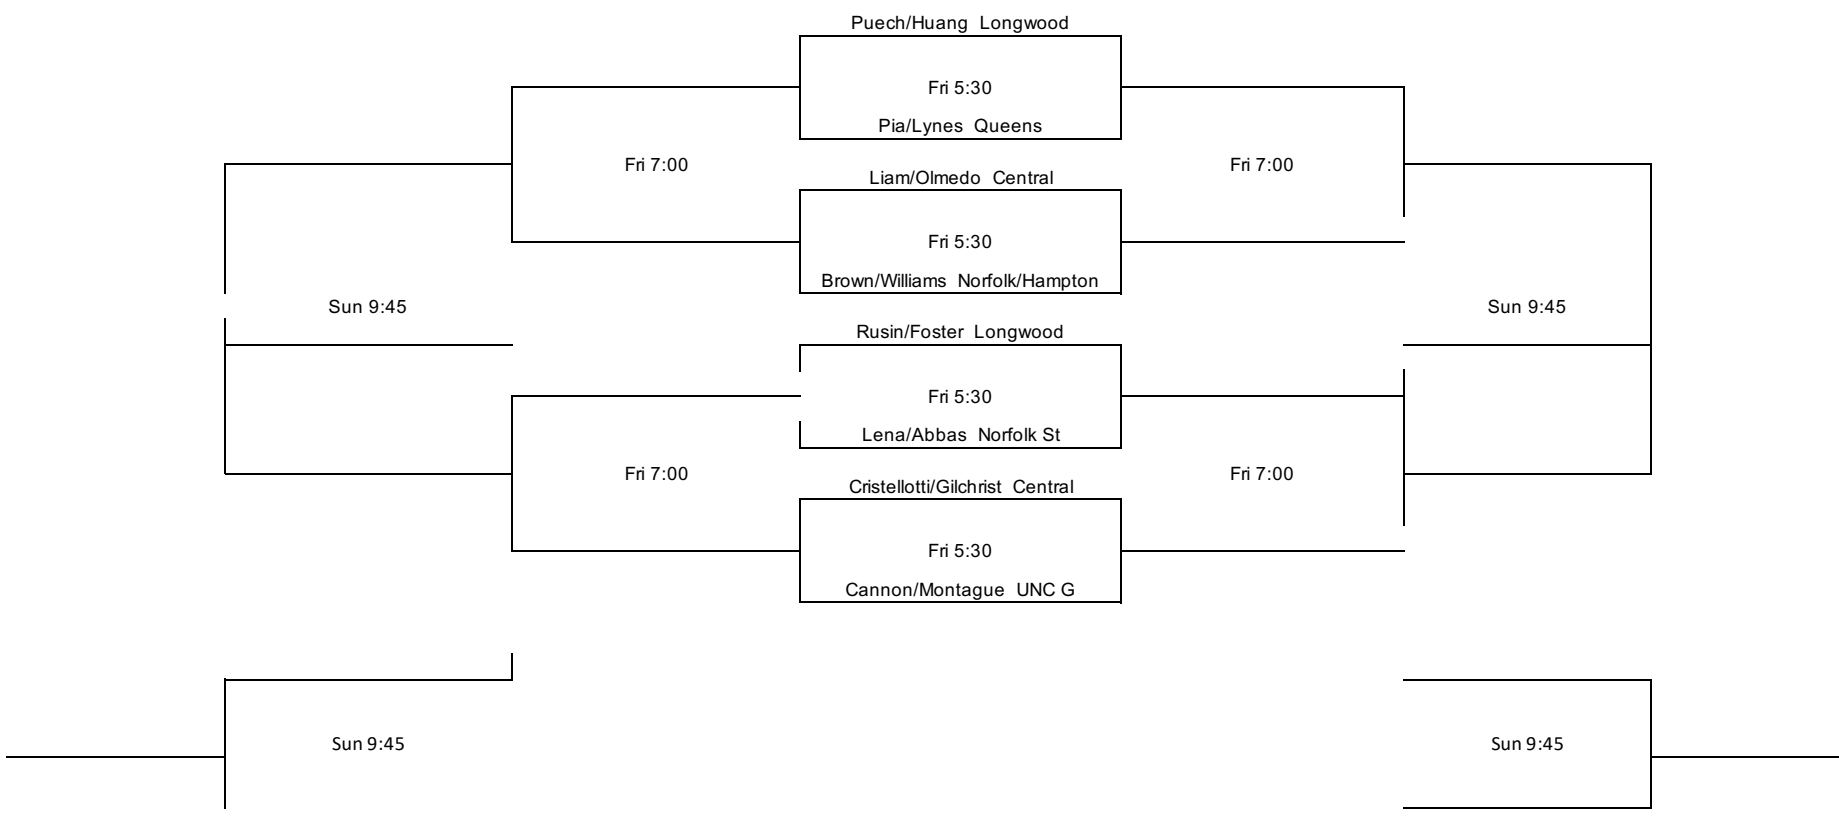 Puech/Huang Longwood
Fri 5:30
Pia/Lynes Queens
Fri 7:00
Fri 7:00
Liam/Olmedo Central
Fri 5:30
Brown/Williams Norfolk/Hampton
Sun 9:45
Sun 9:45
Rusin/Foster Longwood
Fri 5:30
Lena/Abbas Norfolk St
Fri 7:00
Fri 7:00
Cristellotti/Gilchrist Central
Fri 5:30
Cannon/Montague UNC G
Sun 9:45
Sun 9:45